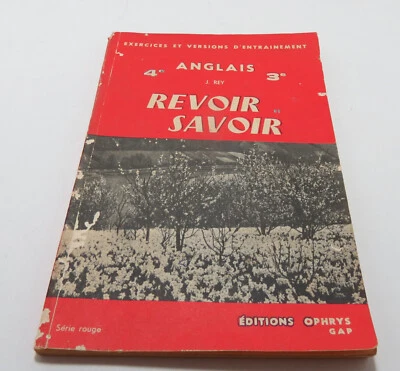 EXERCICES ET VERSIONS D'ENTRAINEMENT
ANGLAIS
4e 3e
J. REY
REVOIR et
SAVOIR
Série rouge
ÉDITIONS OPHRYS
GAP